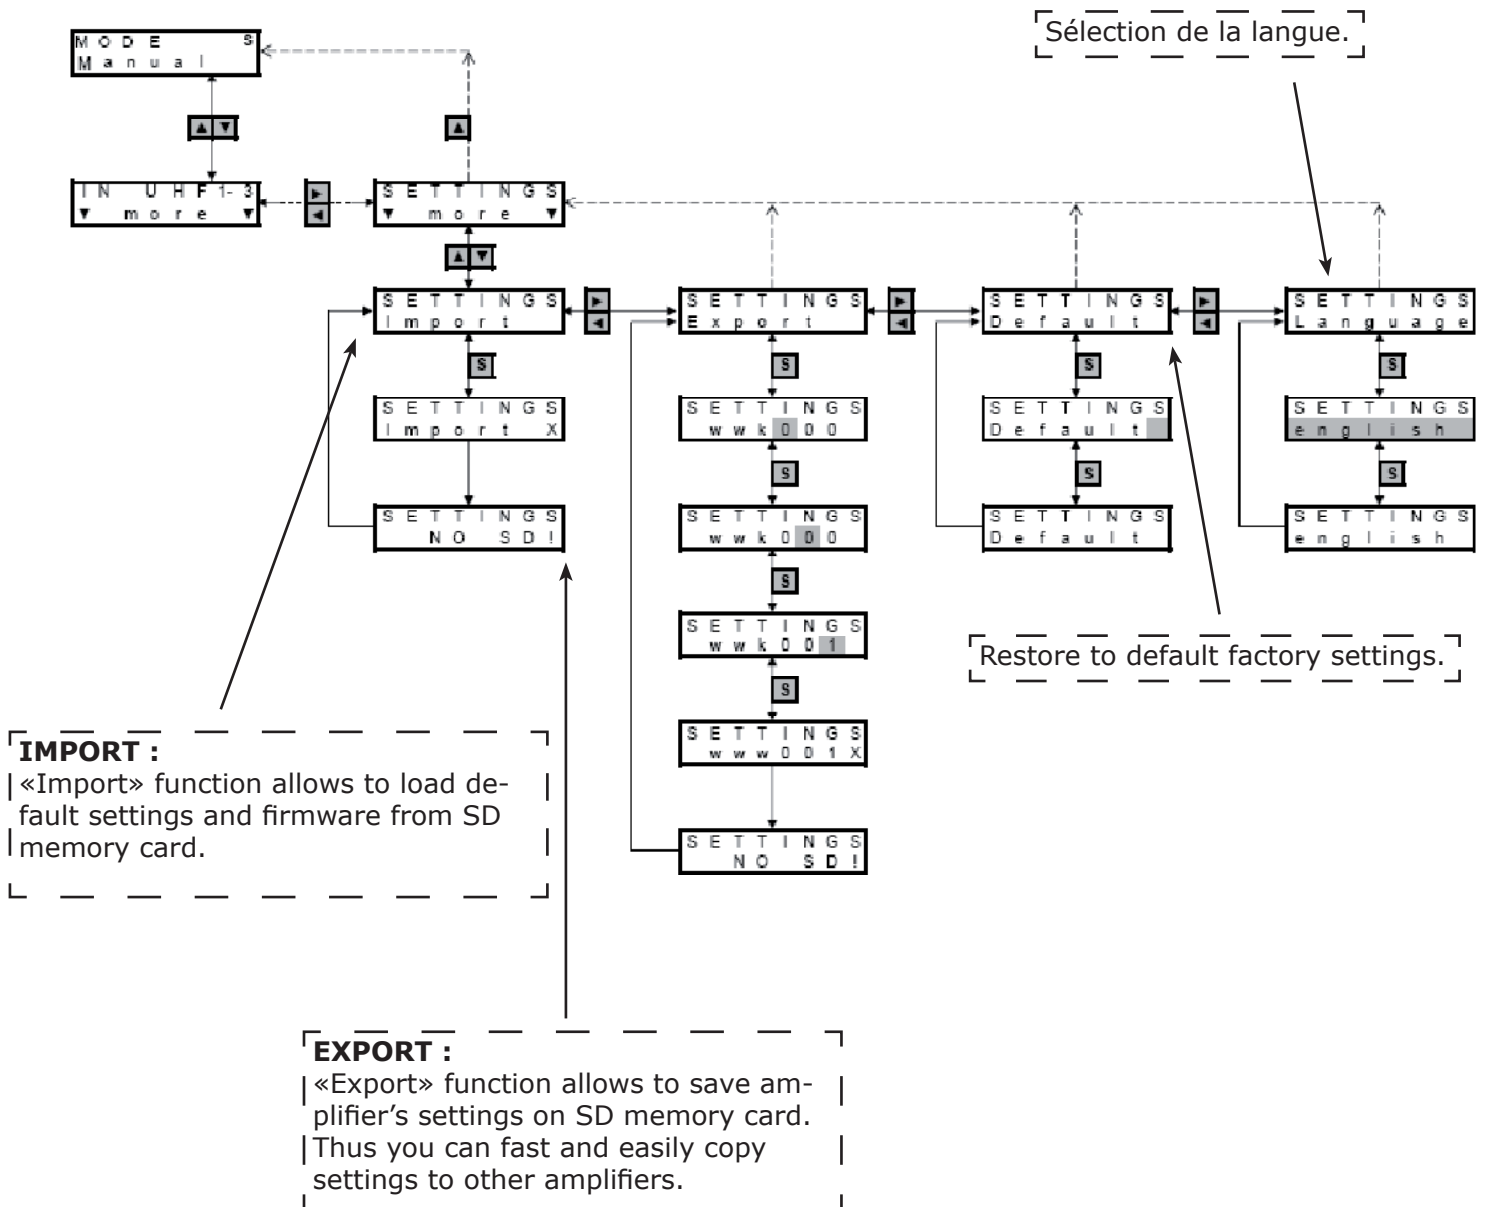 Sélection de la langue.
MODE S
Manual
▲ ▼
▲
IN UHF1-3
▼ more ▼
►
◄
SETTINGS
▼ more ▼
▲ ▼
SETTINGS
Import
►
◄
SETTINGS
Export
►
◄
SETTINGS
Default
►
◄
SETTINGS
Language
S
S
S
S
SETTINGS
Import X
SETTINGS
wwk000
SETTINGS
Default
SETTINGS
english
S
S
S
SETTINGS
NO SD!
SETTINGS
wwk000
SETTINGS
Default
SETTINGS
english
S
SETTINGS
wwk001
S
SETTINGS
www001X
SETTINGS
NO SD!
Restore to default factory settings.
IMPORT :
«Import» function allows to load de-
fault settings and firmware from SD
memory card.
EXPORT :
«Export» function allows to save am-
plifier’s settings on SD memory card.
Thus you can fast and easily copy
settings to other amplifiers.